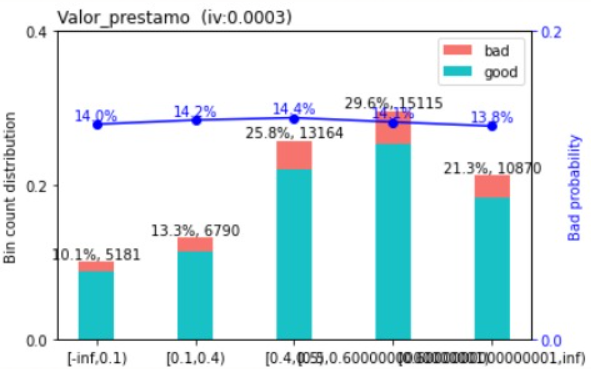 Valor_prestamo (iv:0.0003)
0.4
0.2
0.0
Bin count distribution
bad
good
14.0%
14.2%
14.4%
14.1%
13.8%
10.1%, 5181
13.3%, 6790
25.8%, 13164
29.6%, 15115
21.3%, 10870
0.2
0.0
Bad probability
[-inf,0.1)
[0.1,0.4)